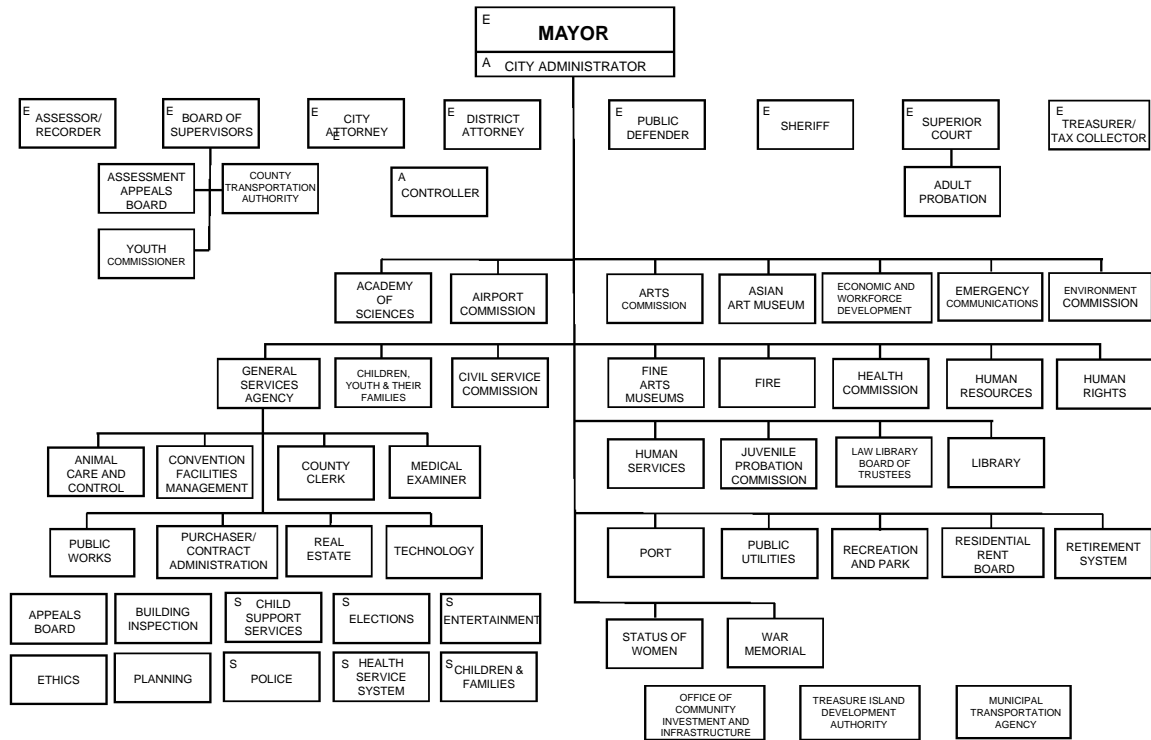 E
MAYOR
A
CITY ADMINISTRATOR
E
ASSESSOR/
RECORDER
E
BOARD OF
SUPERVISORS
E
CITY
ATTORNEY
E
E
DISTRICT
ATTORNEY
E
PUBLIC
DEFENDER
E
SHERIFF
E
SUPERIOR
COURT
E
TREASURER/
TAX COLLECTOR
ASSESSMENT
APPEALS
BOARD
COUNTY
TRANSPORTATION
AUTHORITY
A
CONTROLLER
ADULT
PROBATION
YOUTH
COMMISSIONER
ACADEMY
OF
SCIENCES
AIRPORT
COMMISSION
ARTS
COMMISSION
ASIAN
ART MUSEUM
ECONOMIC AND
WORKFORCE
DEVELOPMENT
EMERGENCY
COMMUNICATIONS
ENVIRONMENT
COMMISSION
GENERAL
SERVICES
AGENCY
CHILDREN,
YOUTH & THEIR
FAMILIES
CIVIL SERVICE
COMMISSION
FINE
ARTS
MUSEUMS
FIRE
HEALTH
COMMISSION
HUMAN
RESOURCES
HUMAN
RIGHTS
ANIMAL
CARE AND
CONTROL
CONVENTION
FACILITIES
MANAGEMENT
COUNTY
CLERK
MEDICAL
EXAMINER
HUMAN
SERVICES
JUVENILE
PROBATION
COMMISSION
LAW LIBRARY
BOARD OF
TRUSTEES
LIBRARY
PUBLIC
WORKS
PURCHASER/
CONTRACT
ADMINISTRATION
REAL
ESTATE
TECHNOLOGY
PORT
PUBLIC
UTILITIES
RECREATION
AND PARK
RESIDENTIAL
RENT
BOARD
RETIREMENT
SYSTEM
APPEALS
BOARD
BUILDING
INSPECTION
S
CHILD
SUPPORT
SERVICES
S
ELECTIONS
S
ENTERTAINMENT
STATUS OF
WOMEN
WAR
MEMORIAL
ETHICS
PLANNING
S
POLICE
S
HEALTH
SERVICE
SYSTEM
S
CHILDREN &
FAMILIES
OFFICE OF
COMMUNITY
INVESTMENT AND
INFRASTRUCTURE
TREASURE ISLAND
DEVELOPMENT
AUTHORITY
MUNICIPAL
TRANSPORTATION
AGENCY